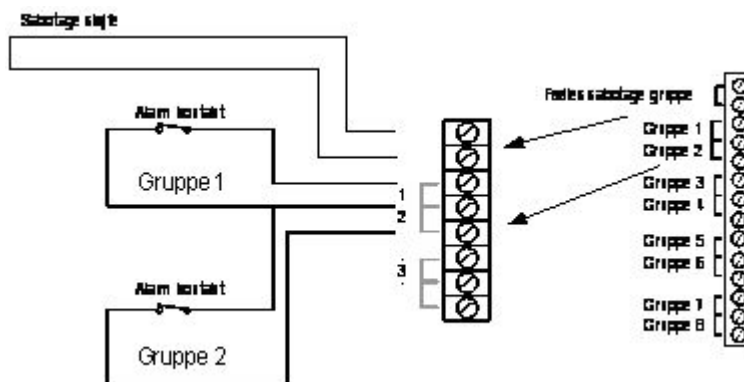 Sabotage sløjfe
Alarm kontakt
Gruppe 1
1
2
3
Alarm kontakt
Gruppe 2
Fælles sabotage gruppe
Gruppe 1
Gruppe 2
Gruppe 3
Gruppe 4
Gruppe 5
Gruppe 6
Gruppe 7
Gruppe 8